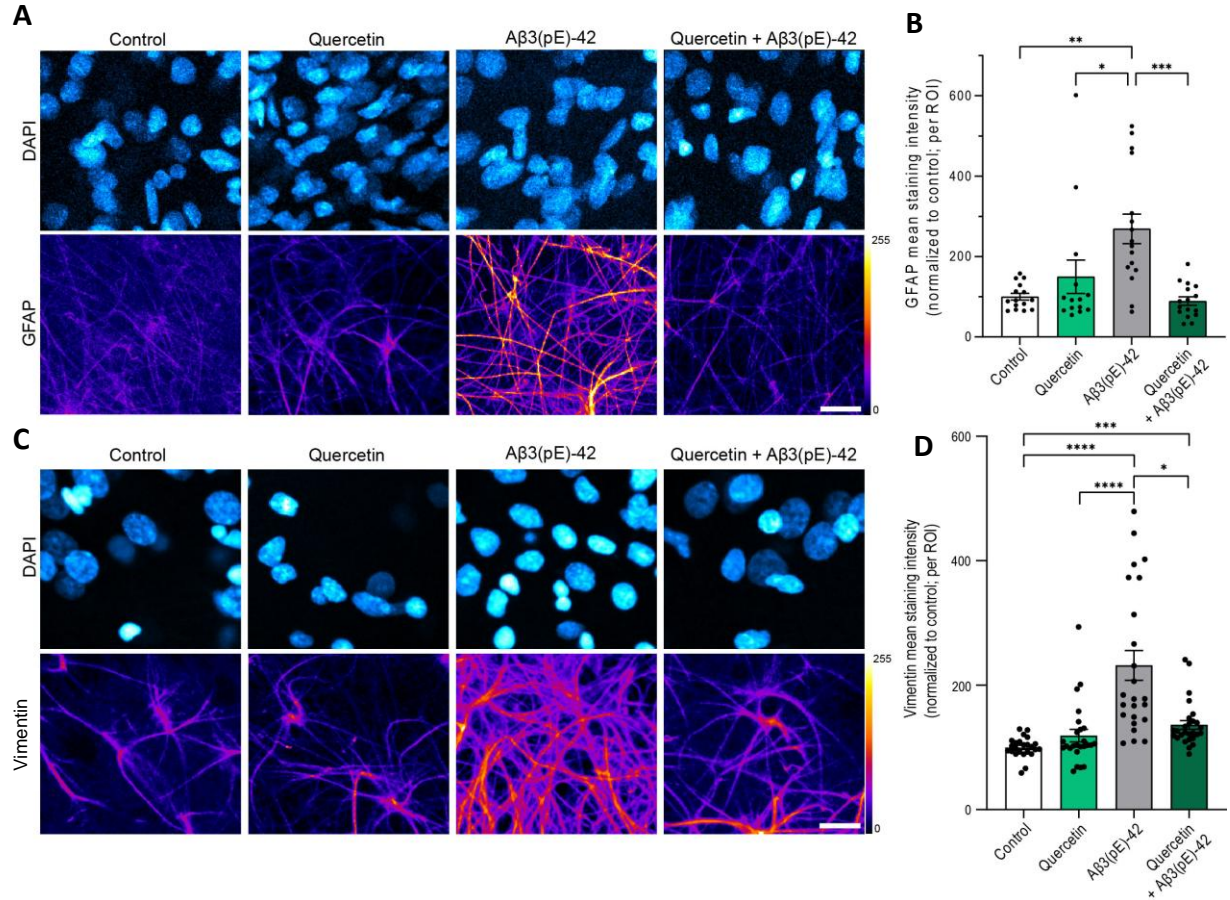 A
Control
Quercetin
Aβ3(pE)-42
Quercetin + Aβ3(pE)-42
DAPI
GFAP
255
0
B
GFAP mean staining intensity
(normalized to control; per ROI)
600
400
200
0
**
*
***
Control
Quercetin
Aβ3(pE)-42
Quercetin
+ Aβ3(pE)-42
C
Control
Quercetin
Aβ3(pE)-42
Quercetin + Aβ3(pE)-42
DAPI
Vimentin
255
0
D
Vimentin mean staining intensity
(normalized to control; per ROI)
600
400
200
0
***
****
****
*
Control
Quercetin
Aβ3(pE)-42
Quercetin
+ Aβ3(pE)-42